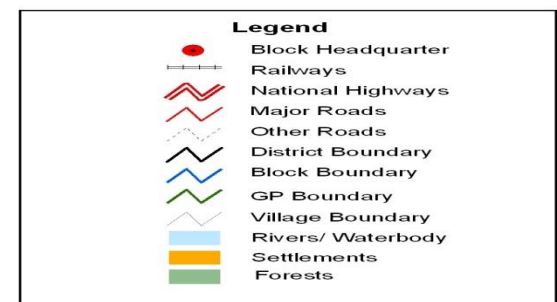 Legend
Block Headquarter
Railways
National Highways
Major Roads
Other Roads
District Boundary
Block Boundary
GP Boundary
Village Boundary
Rivers/ Waterbody
Settlements
Forests